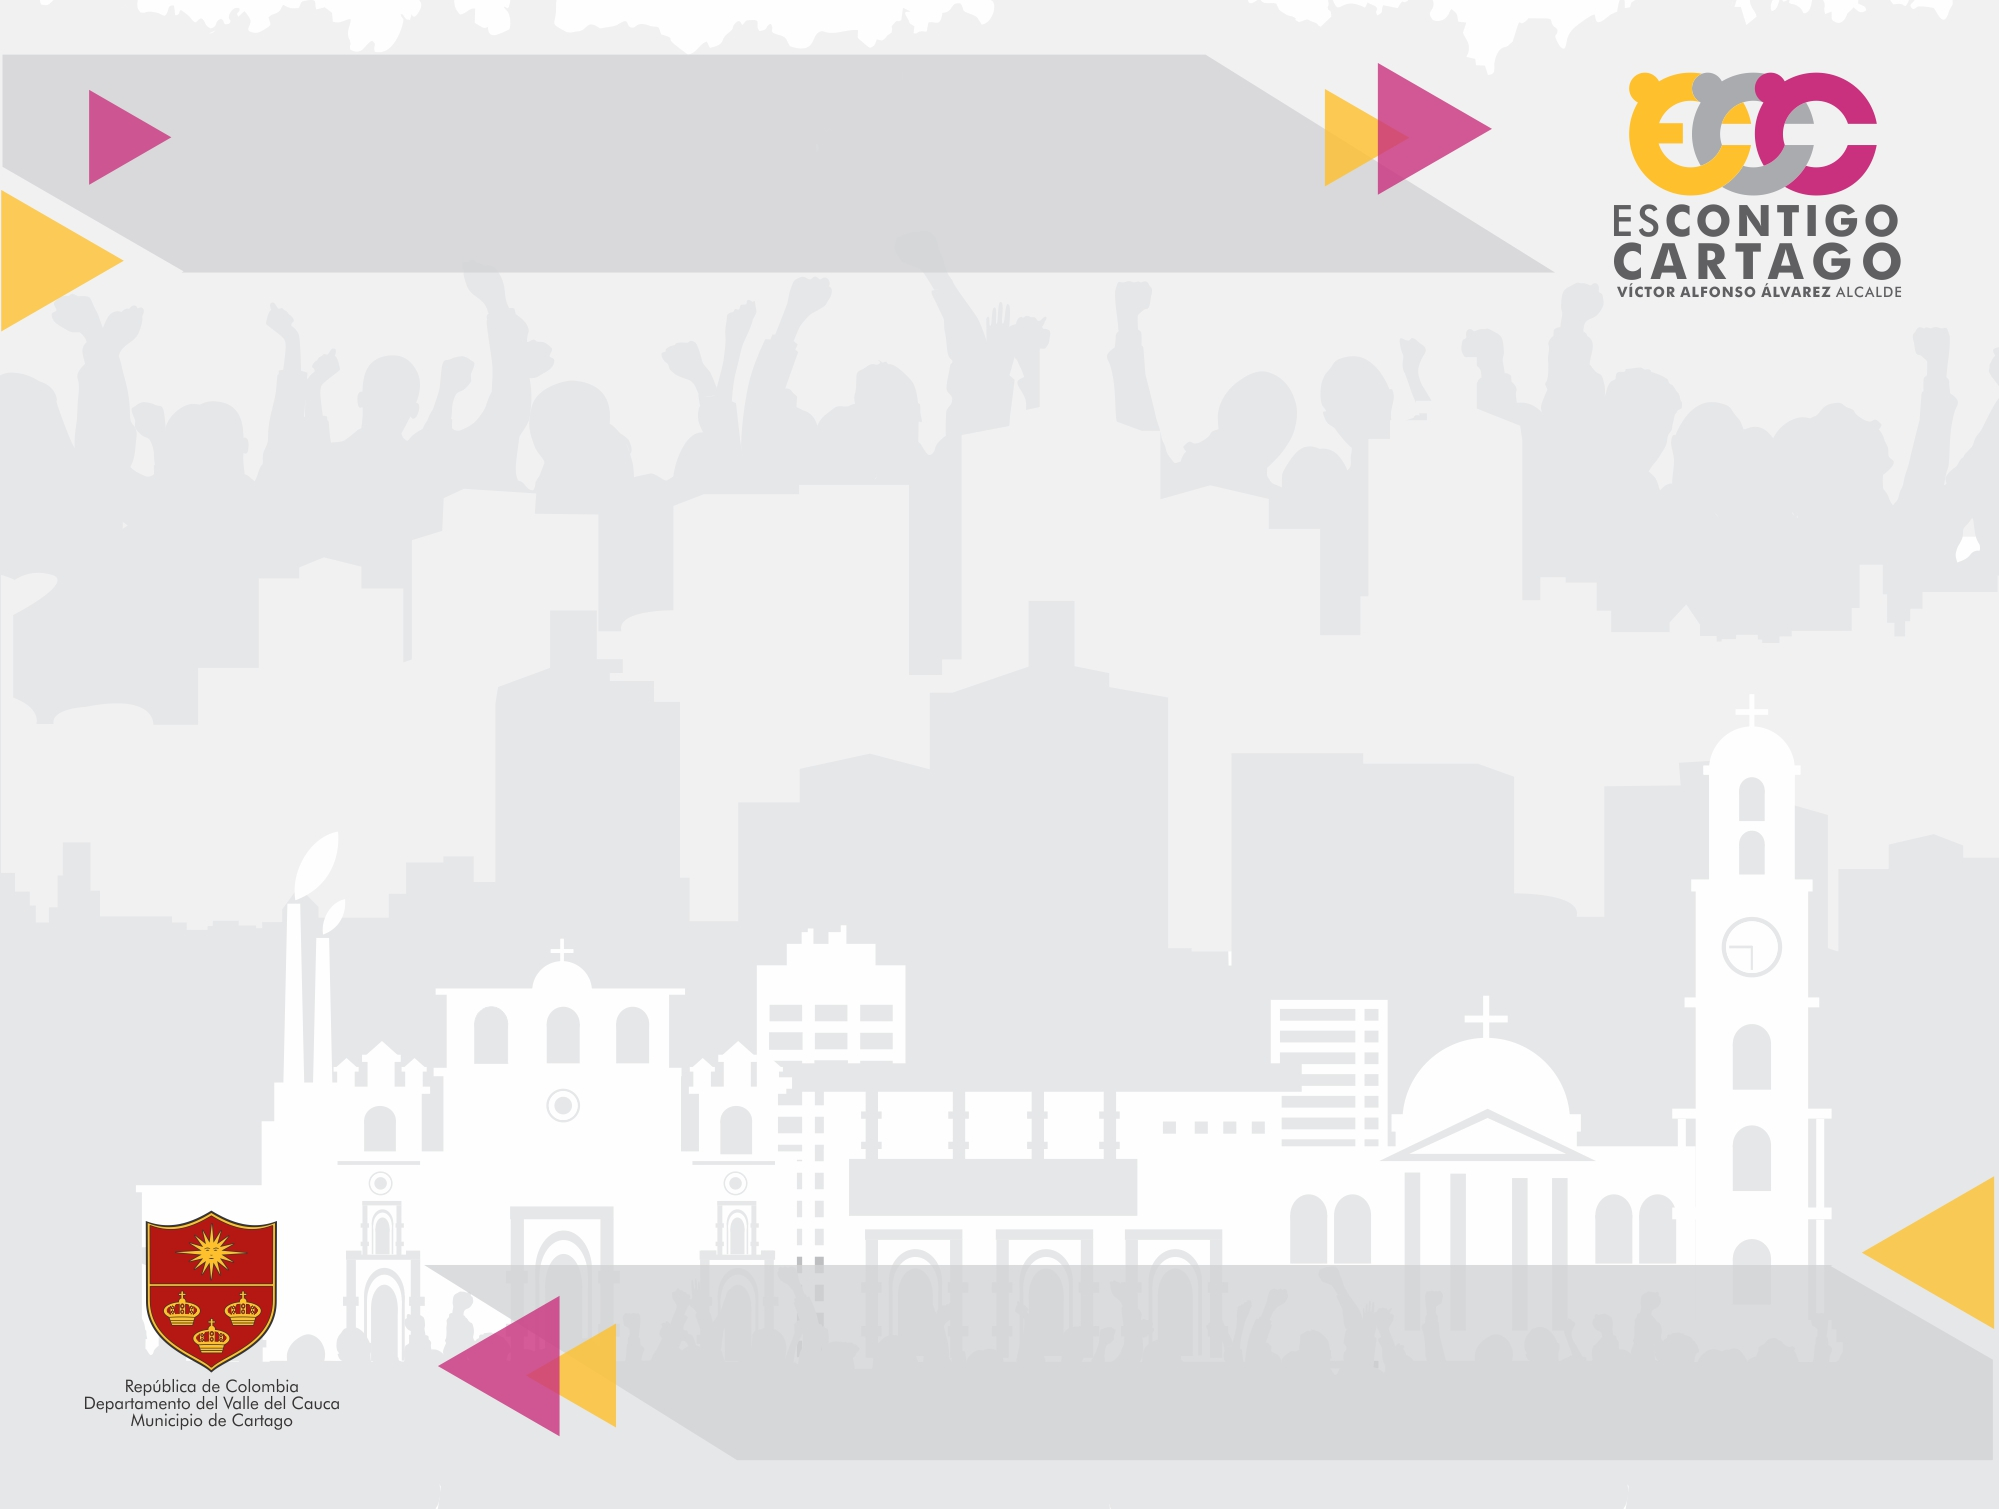 ESCONTIGO
CARTAGO
VÍCTOR ALFONSO ÁLVAREZ ALCALDE
República de Colombia
Departamento del Valle del Cauca
Municipio de Cartago